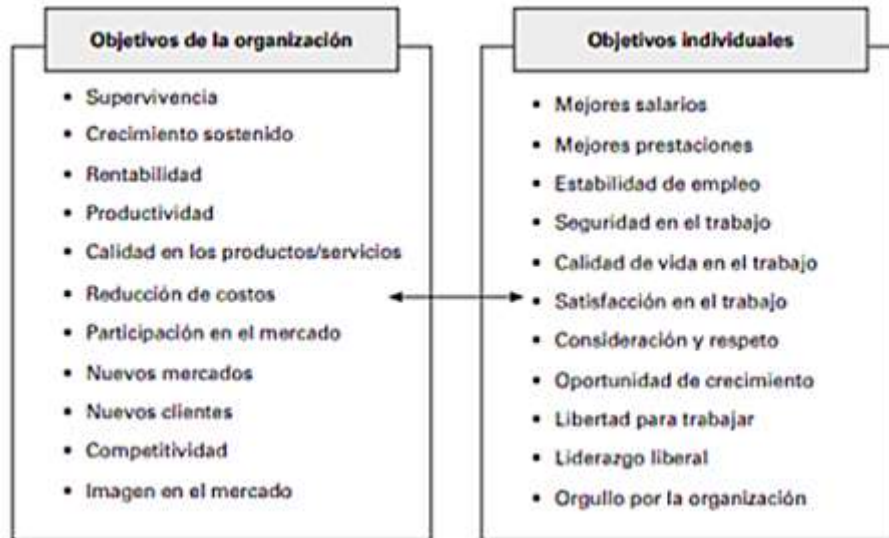 Objetivos de la organización
• Supervivencia
• Crecimiento sostenido
• Rentabilidad
• Productividad
• Calidad en los productos/servicios
• Reducción de costos
• Participación en el mercado
• Nuevos mercados
• Nuevos clientes
• Competitividad
• Imagen en el mercado
Objetivos individuales
• Mejores salarios
• Mejores prestaciones
• Estabilidad de empleo
• Seguridad en el trabajo
• Calidad de vida en el trabajo
• Satisfacción en el trabajo
• Consideración y respeto
• Oportunidad de crecimiento
• Libertad para trabajar
• Liderazgo liberal
• Orgullo por la organización